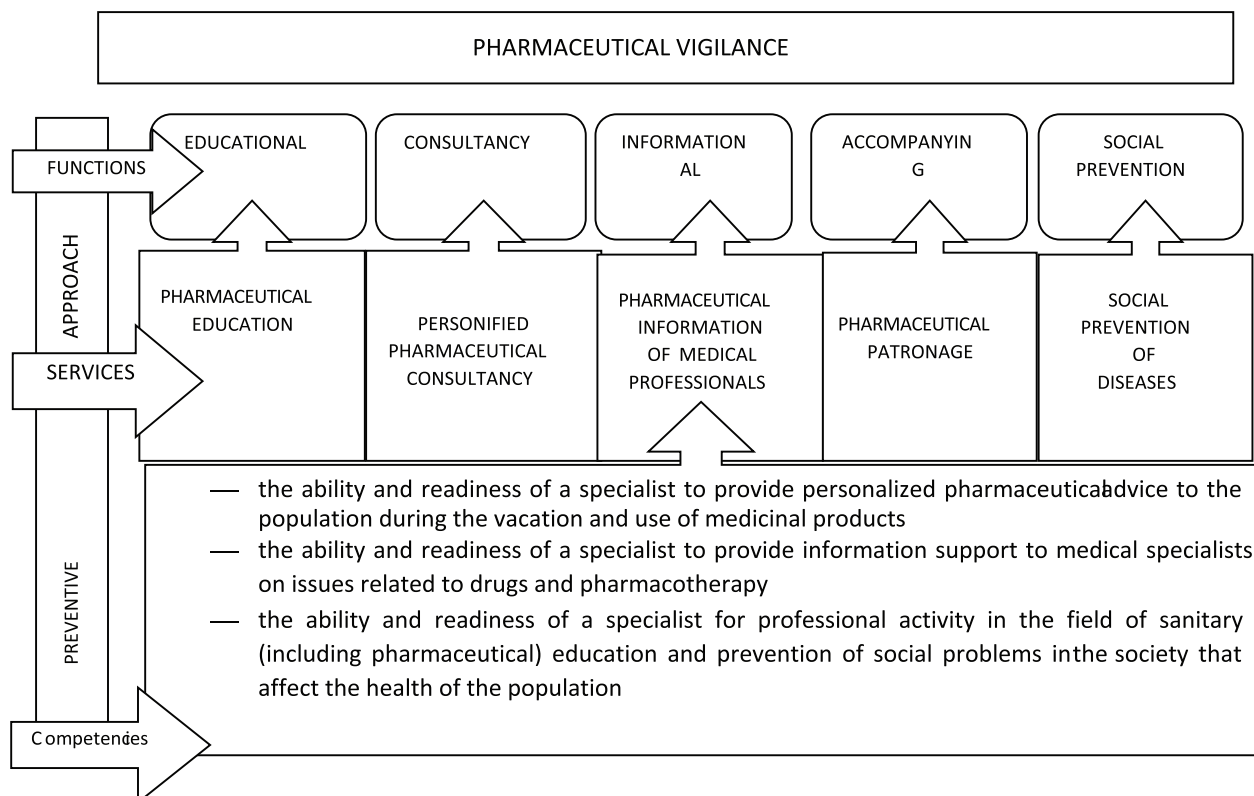 PHARMACEUTICAL VIGILANCE
EDUCATIONAL
CONSULTANCY
INFORMATION
AL
ACCOMPANYIN
G
SOCIAL
PREVENTION
FUNCTIONS
APPROACH
PHARMACEUTICAL
EDUCATION
PERSONIFIED
PHARMACEUTICAL
CONSULTANCY
PHARMACEUTICAL
INFORMATION
OF MEDICAL
PROFESSIONALS
PHARMACEUTICAL
PATRONAGE
SOCIAL
PREVENTION
OF
DISEASES
SERVICES
PREVENTIVE
— the ability and readiness of a specialist to provide personalized pharmaceuticaladvice to the
population during the vacation and use of medicinal products
— the ability and readiness of a specialist to provide information support to medical specialists
on issues related to drugs and pharmacotherapy
— the ability and readiness of a specialist for professional activity in the field of sanitary
(including pharmaceutical) education and prevention of social problems inthe society that
affect the health of the population
Competencies